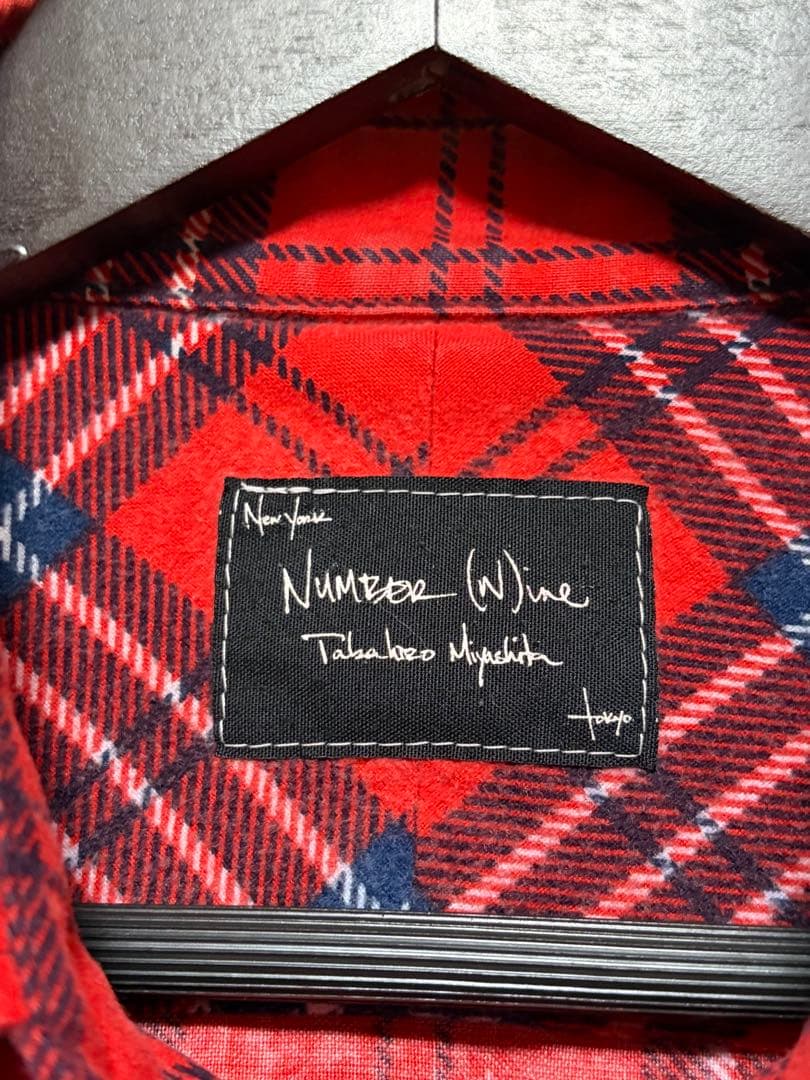 New York
NUMBER (N)ine
Takahiro Miyashita
tokyo